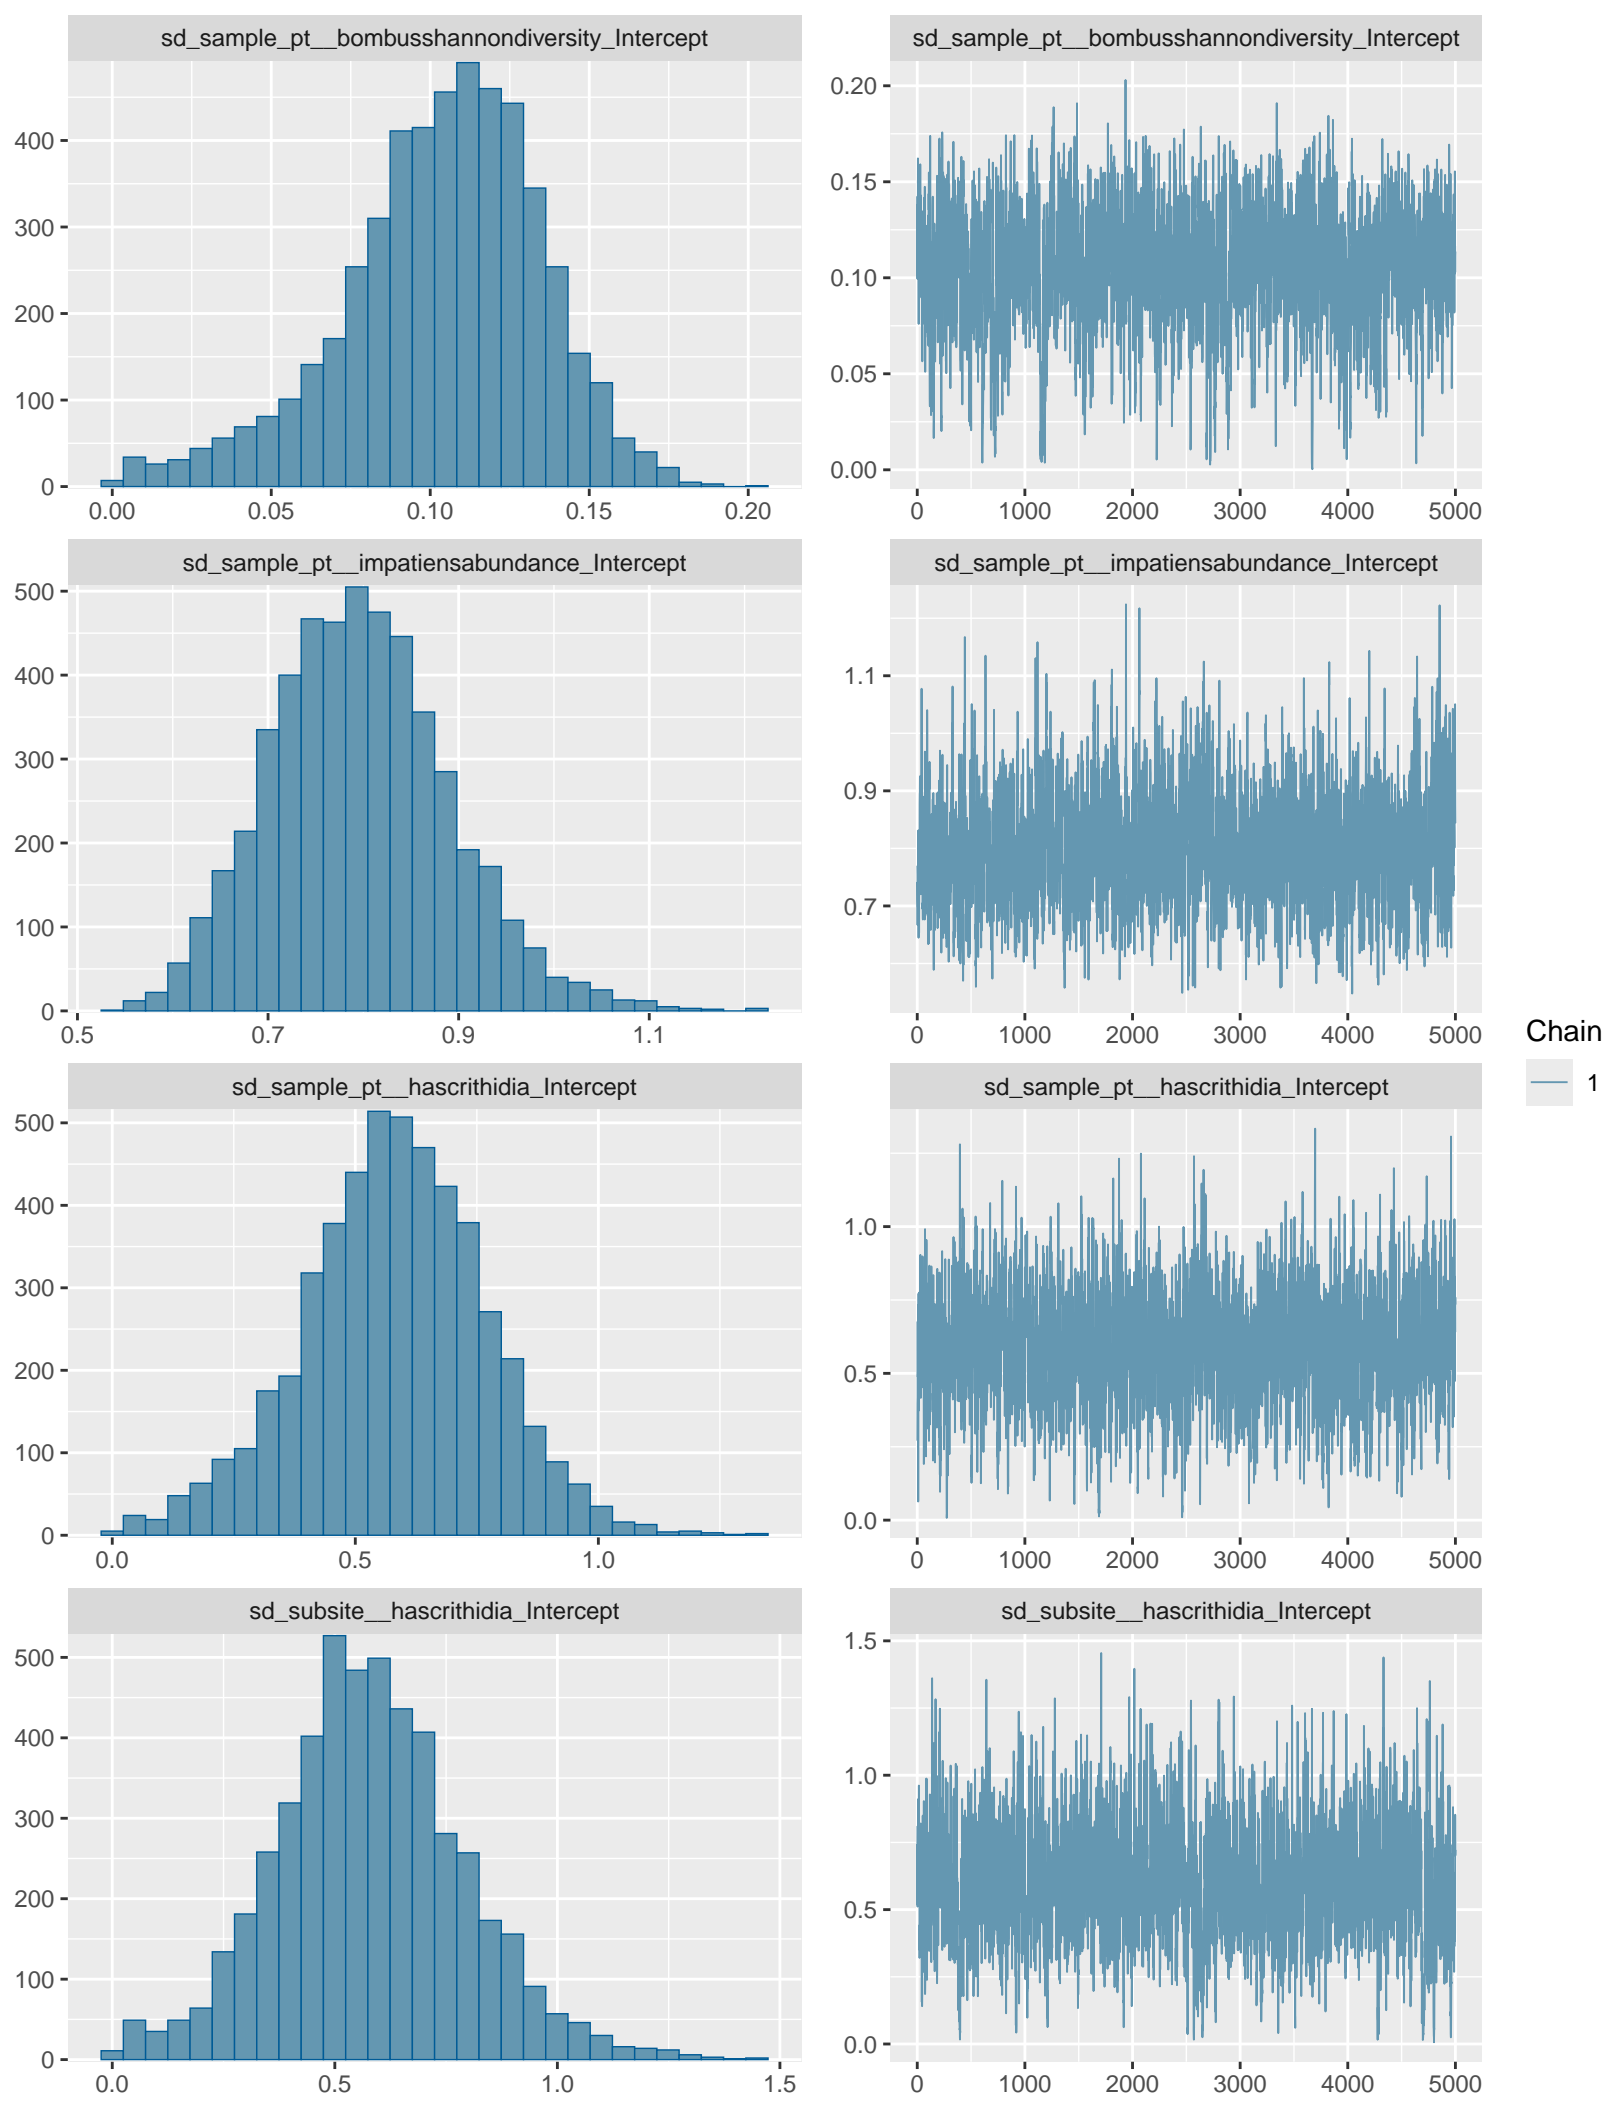 sd_sample_pt__bombusshannondiversity_Intercept
sd_sample_pt__bombusshannondiversity_Intercept
400
300
200
100
0
0.00 0.05 0.10 0.15 0.20
0.20
0.15
0.10
0.05
0.00
0 1000 2000 3000 4000 5000
sd_sample_pt__impatiensabundance_Intercept
sd_sample_pt__impatiensabundance_Intercept
500
400
300
200
100
0
0.5 0.7 0.9 1.1
1.1
0.9
0.7
0 1000 2000 3000 4000 5000
sd_sample_pt__hascrithidia_Intercept
sd_sample_pt__hascrithidia_Intercept
500
400
300
200
100
0
0.0 0.5 1.0
1.0
0.5
0.0
0 1000 2000 3000 4000 5000
sd_subsite__hascrithidia_Intercept
sd_subsite__hascrithidia_Intercept
500
400
300
200
100
0
0.0 0.5 1.0 1.5
1.5
1.0
0.5
0.0
0 1000 2000 3000 4000 5000
Chain
1